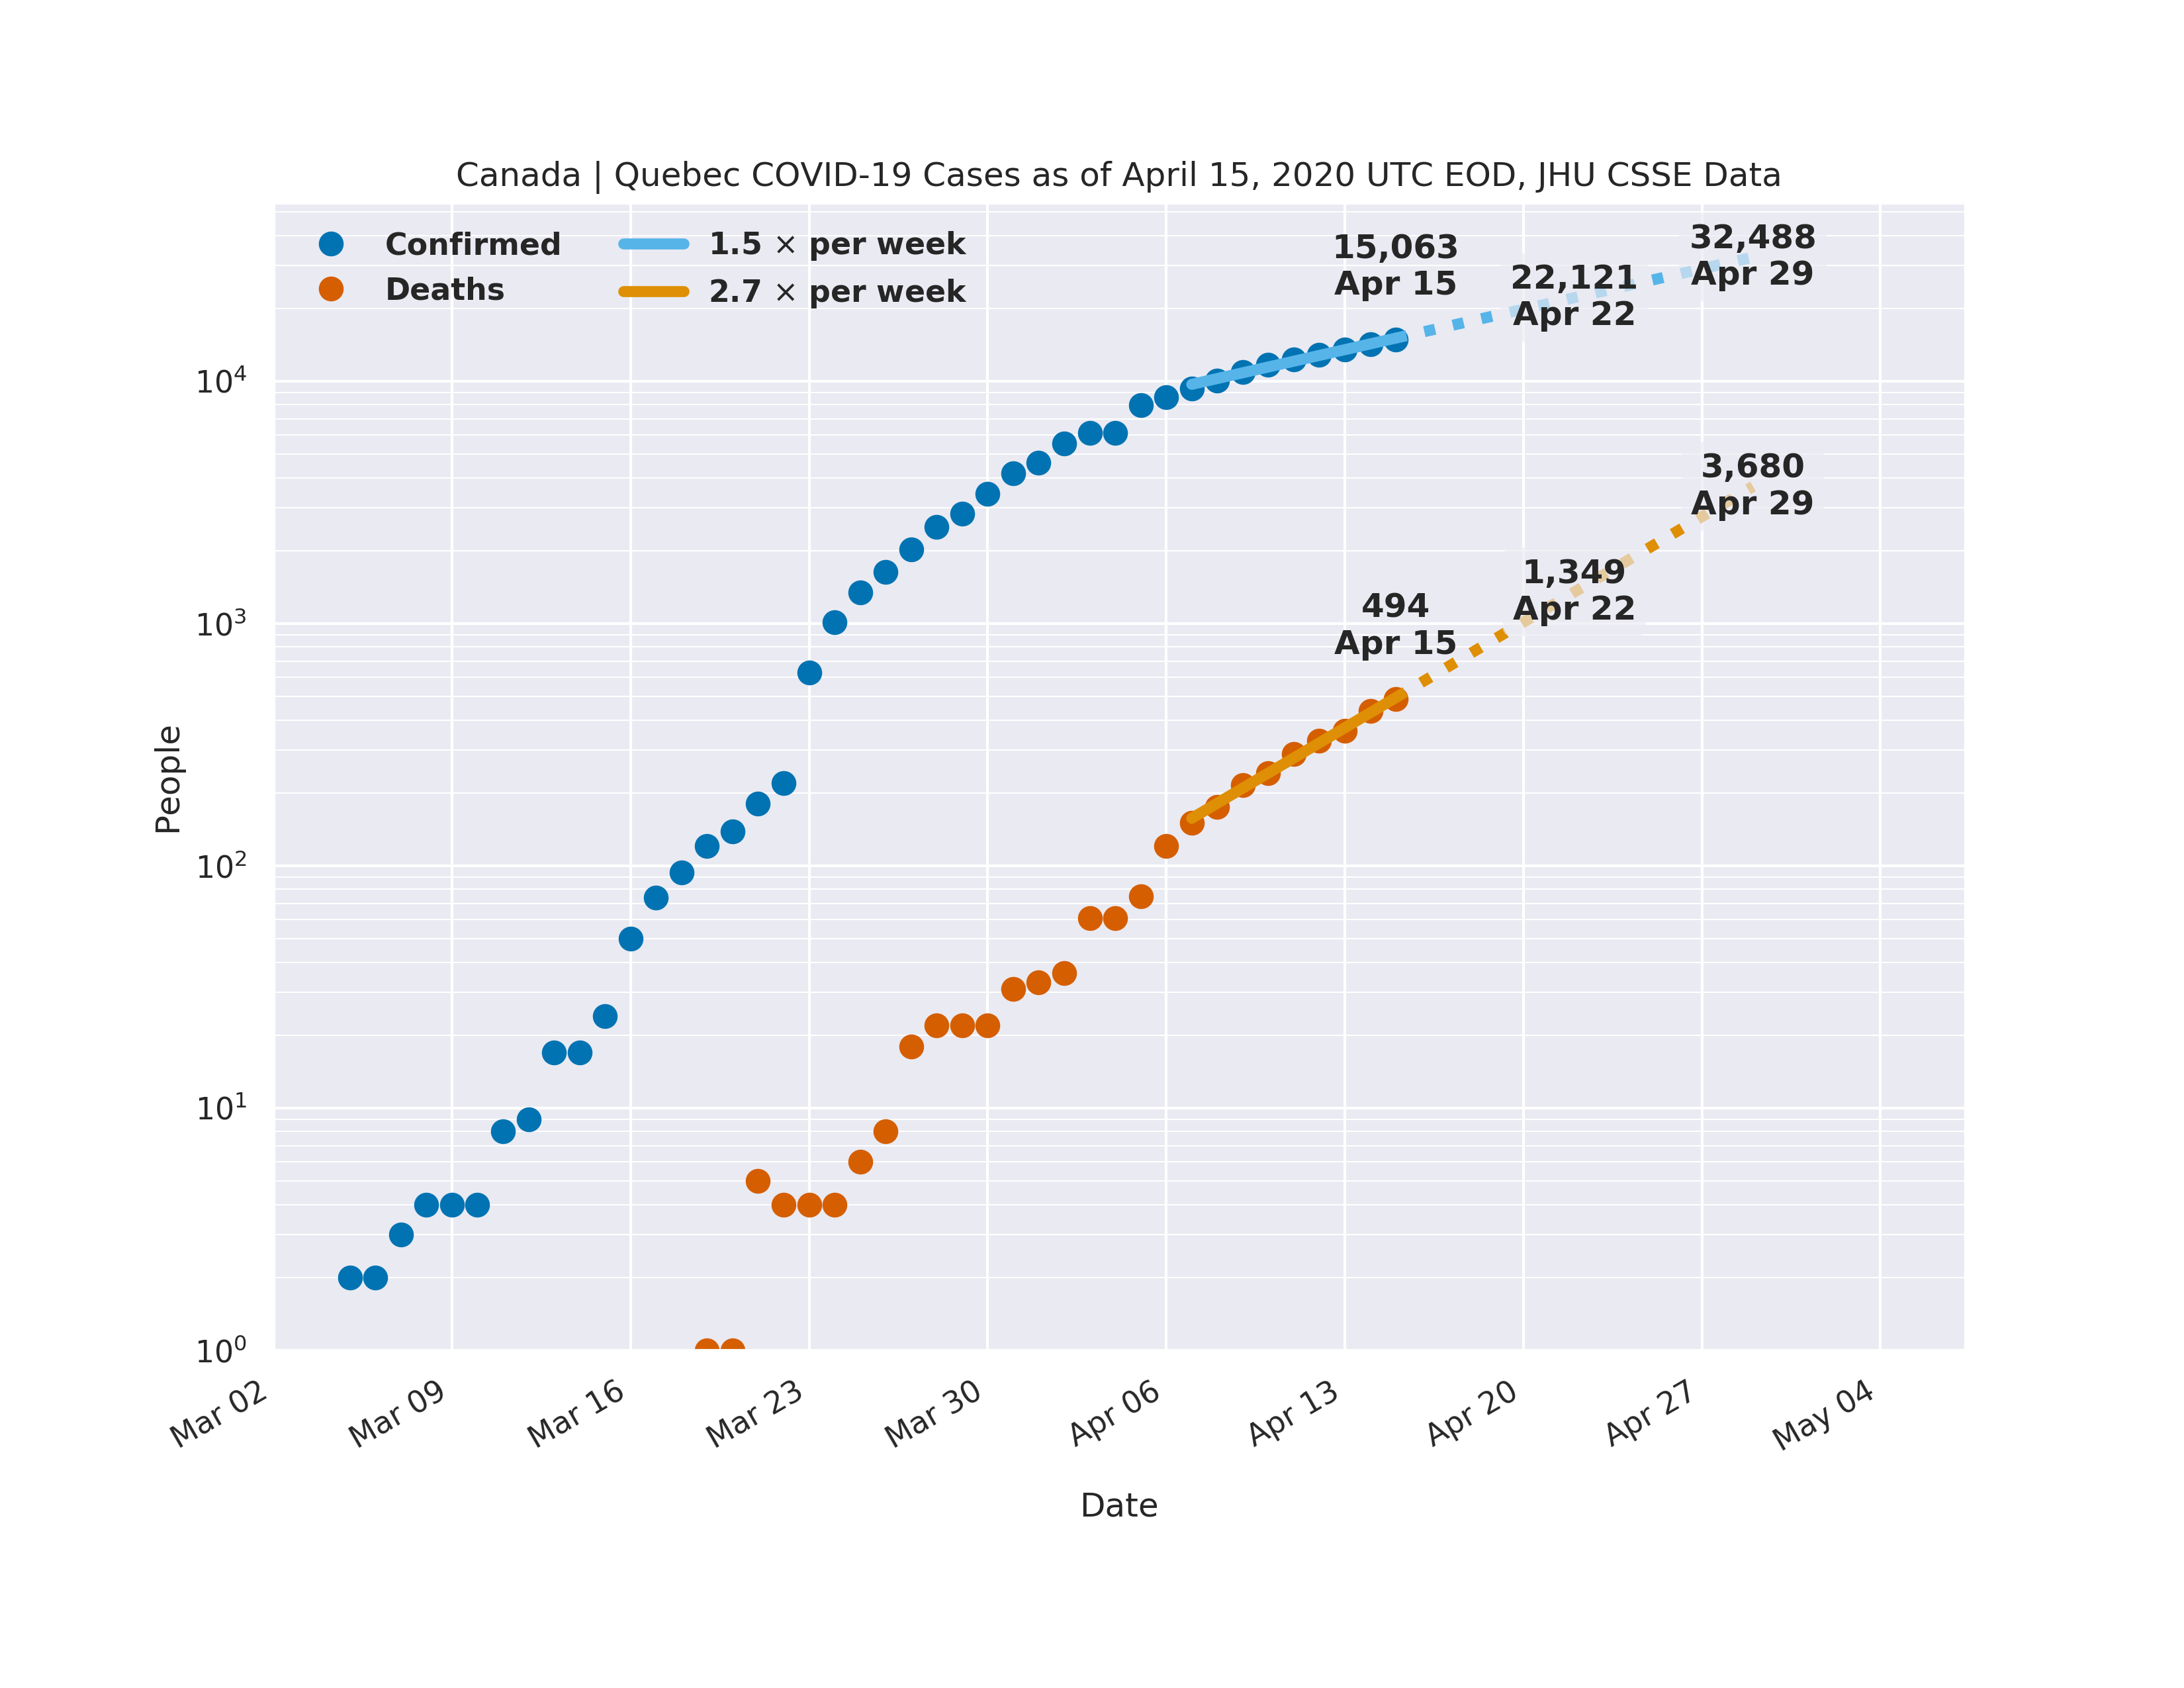 Canada | Quebec COVID-19 Cases as of April 15, 2020 UTC EOD, JHU CSSE Data
Confirmed
Deaths
1.5 × per week
2.7 × per week
15,063
Apr 15
22,121
Apr 22
32,488
Apr 29
494
Apr 15
1,349
Apr 22
3,680
Apr 29
People
10⁴
10³
10²
10¹
10⁰
Mar 02
Mar 09
Mar 16
Mar 23
Mar 30
Apr 06
Apr 13
Apr 20
Apr 27
May 04
Date